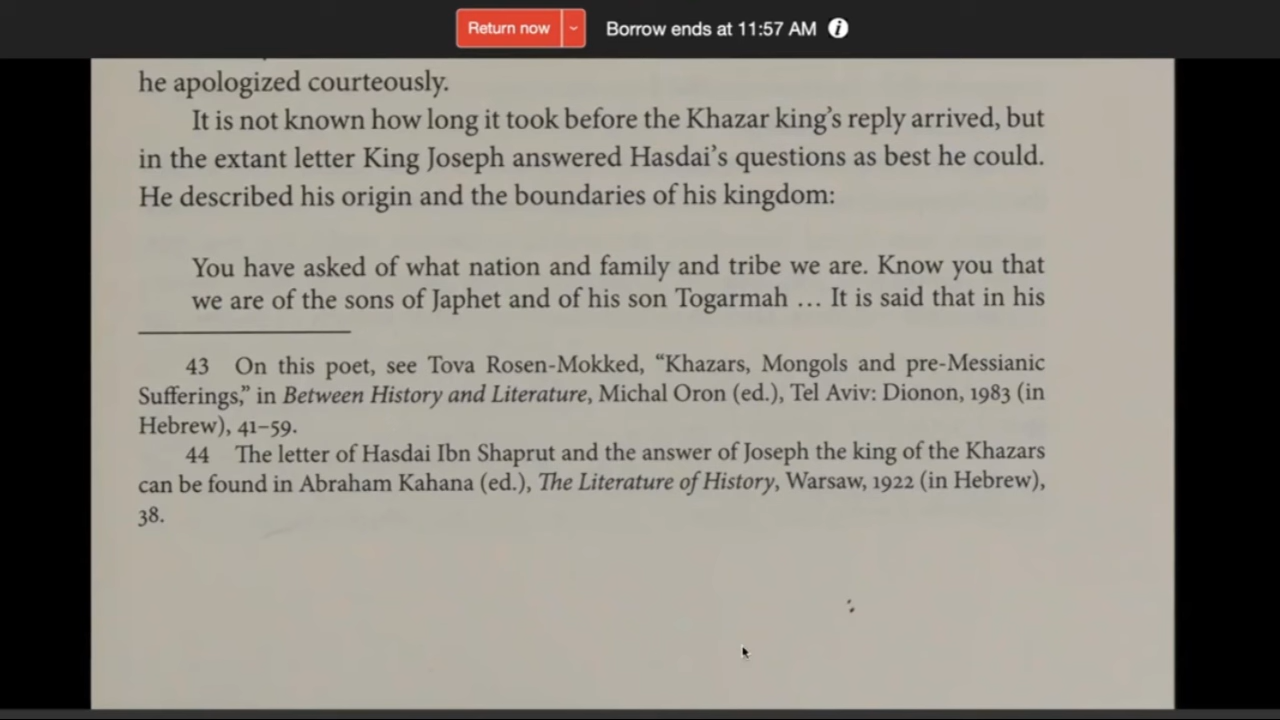 Return now
Borrow ends at 11:57 AM
he apologized courteously.
It is not known how long it took before the Khazar king’s reply arrived, but
in the extant letter King Joseph answered Hasdai’s questions as best he could.
He described his origin and the boundaries of his kingdom:
You have asked of what nation and family and tribe we are. Know you that
we are of the sons of Japhet and of his son Togarmah … It is said that in his
43 On this poet, see Tova Rosen-Mokked, “Khazars, Mongols and pre-Messianic
Sufferings,” in Between History and Literature, Michal Oron (ed.), Tel Aviv: Dionon, 1983 (in
Hebrew), 41–59.
44 The letter of Hasdai Ibn Shaprut and the answer of Joseph the king of the Khazars
can be found in Abraham Kahana (ed.), The Literature of History, Warsaw, 1922 (in Hebrew),
38.